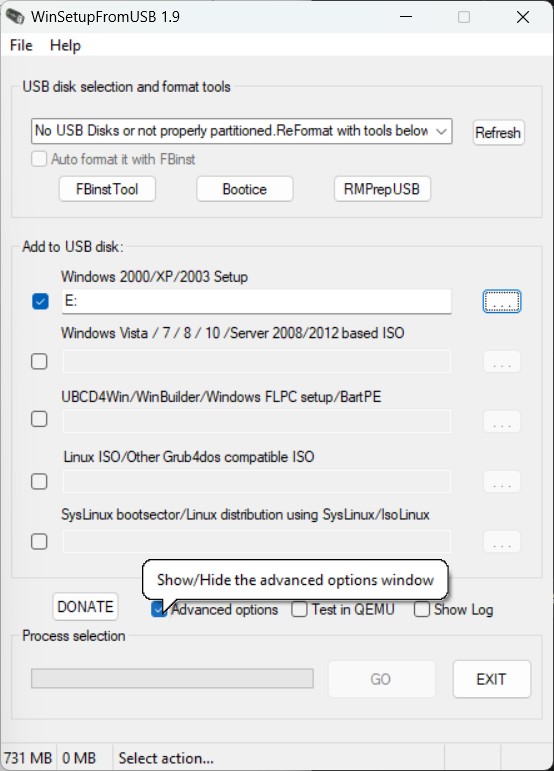 WinSetupFromUSB 1.9
File Help
USB disk selection and format tools
No USB Disks or not properly partitioned.ReFormat with tools below
Refresh
Auto format it with FBinst
FBinstTool Bootice RMPrepUSB
Add to USB disk:
Windows 2000/XP/2003 Setup
E:
...
Windows Vista / 7 / 8 / 10 /Server 2008/2012 based ISO
...
UBCD4Win/WinBuilder/Windows FLPC setup/BartPE
...
Linux ISO/Other Grub4dos compatible ISO
...
SysLinux bootsector/Linux distribution using SysLinux/IsoLinux
...
Show/Hide the advanced options window
DONATE Advanced options Test in QEMU Show Log
Process selection
GO EXIT
731 MB 0 MB Select action...